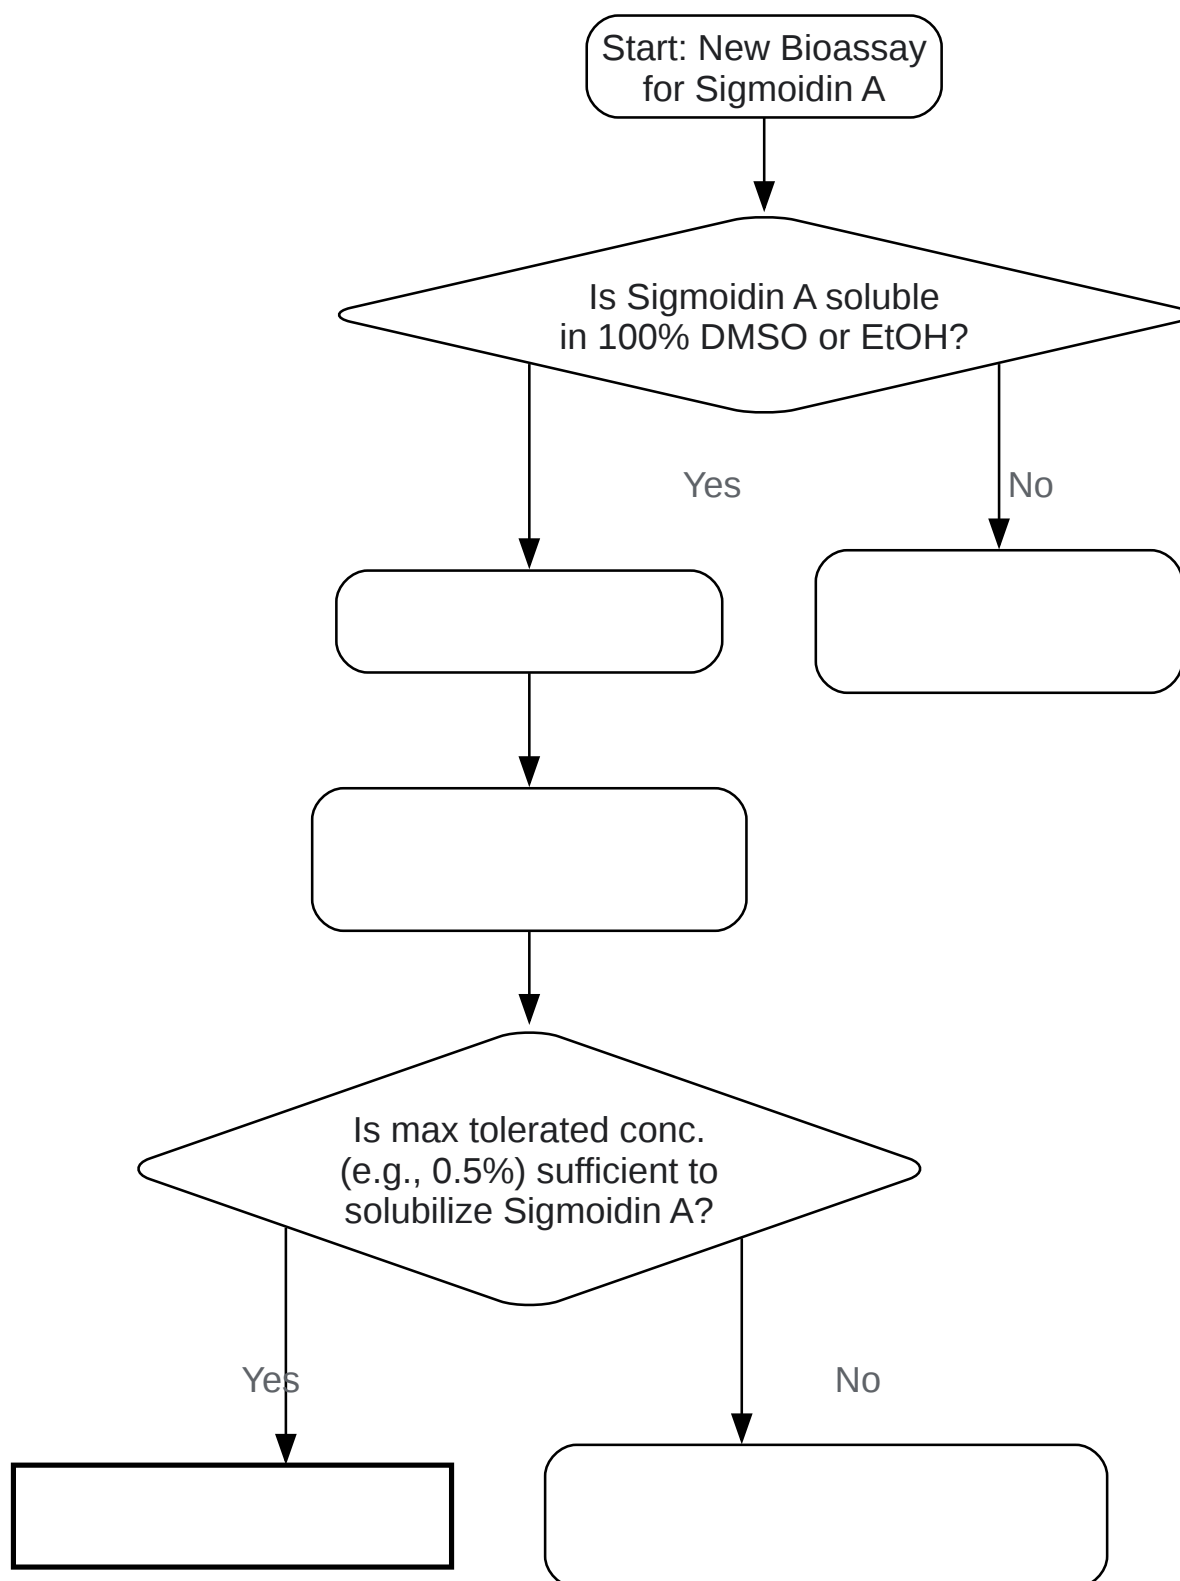 Start: New Bioassay
for Sigmoidin A
Is Sigmoidin A soluble
in 100% DMSO or EtOH?
Yes
No
Is max tolerated conc.
(e.g., 0.5%) sufficient to
solubilize Sigmoidin A?
Yes
No